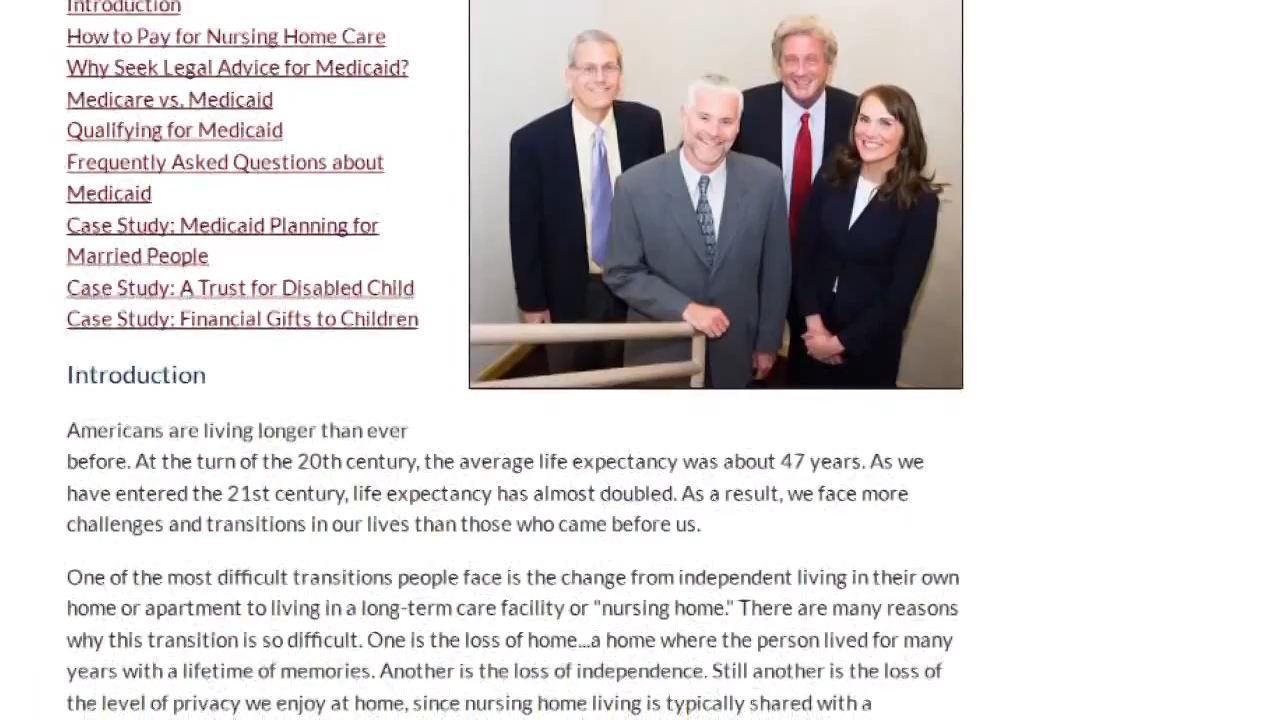 Introduction
How to Pay for Nursing Home Care
Why Seek Legal Advice for Medicaid?
Medicare vs. Medicaid
Qualifying for Medicaid
Frequently Asked Questions about
Medicaid
Case Study: Medicaid Planning for
Married People
Case Study: A Trust for Disabled Child
Case Study: Financial Gifts to Children
Introduction
Americans are living longer than ever
before. At the turn of the 20th century, the average life expectancy was about 47 years. As we
have entered the 21st century, life expectancy has almost doubled. As a result, we face more
challenges and transitions in our lives than those who came before us.
One of the most difficult transitions people face is the change from independent living in their own
home or apartment to living in a long-term care facility or "nursing home." There are many reasons
why this transition is so difficult. One is the loss of home...a home where the person lived for many
years with a lifetime of memories. Another is the loss of independence. Still another is the loss of
the level of privacy we enjoy at home, since nursing home living is typically shared with a